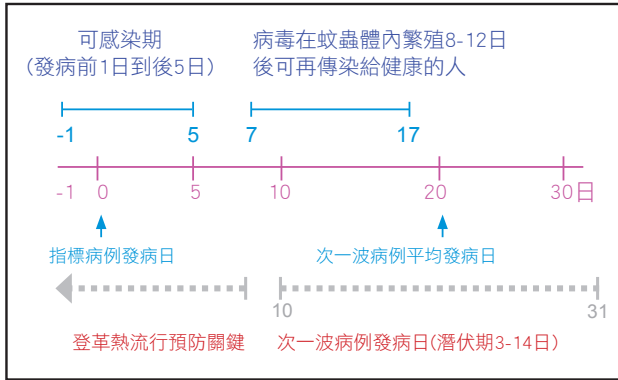 可感染期
(發病前1日到後5日)
病毒在蚊蟲體內繁殖8-12日
後可再傳染給健康的人
-1 5 7 17
-1 0 5 10 20 30日
指標病例發病日 次一波病例平均發病日
10 31
登革熱流行預防關鍵 次一波病例發病日(潛伏期3-14日)